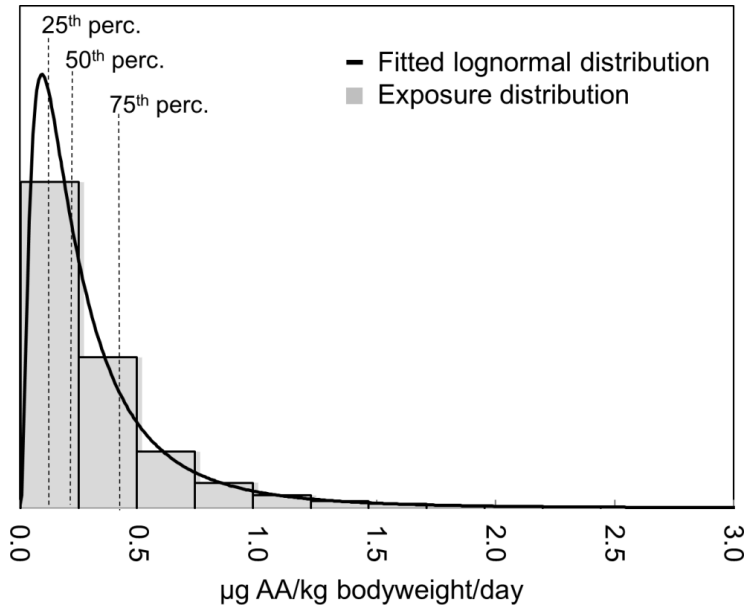 25th perc.
50th perc.
75th perc.
Fitted lognormal distribution
Exposure distribution
0.0
0.5
1.0
1.5
2.0
2.5
3.0
µg AA/kg bodyweight/day